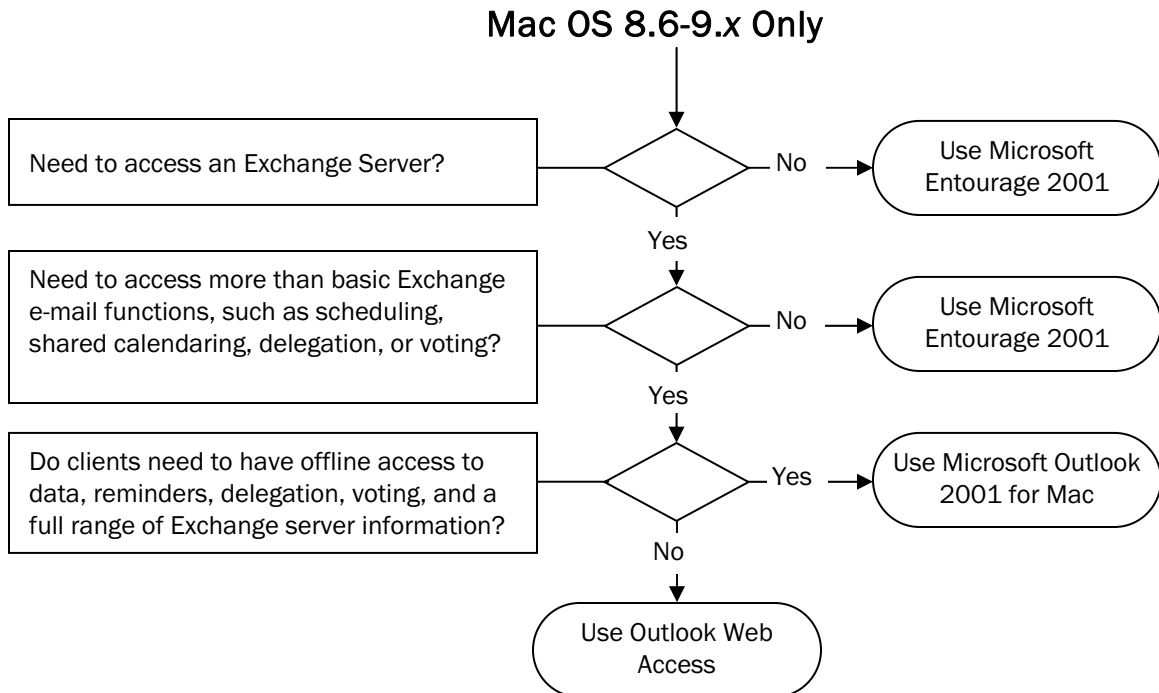 Mac OS 8.6-9.x Only
Need to access an Exchange Server?
No
Use Microsoft
Entourage 2001
Yes
Need to access more than basic Exchange
e-mail functions, such as scheduling,
shared calendaring, delegation, or voting?
No
Use Microsoft
Entourage 2001
Yes
Do clients need to have offline access to
data, reminders, delegation, voting, and a
full range of Exchange server information?
Yes
Use Microsoft Outlook
2001 for Mac
No
Use Outlook Web
Access